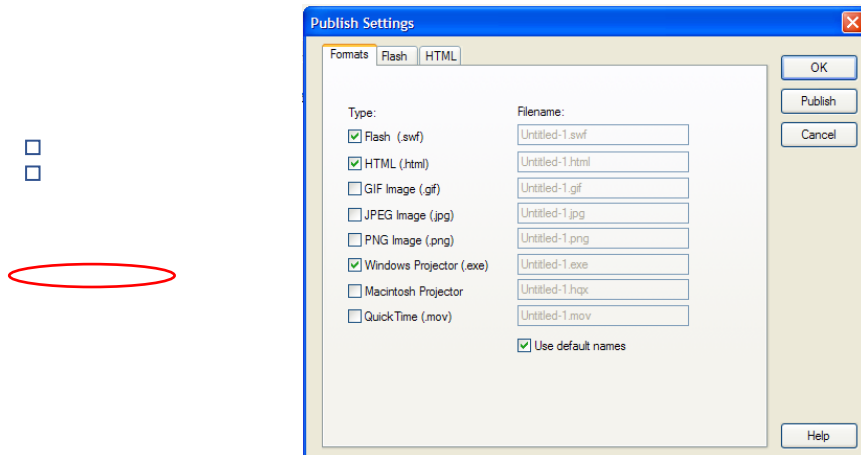 Publish Settings
Formats Flash HTML
OK
Publish
Cancel
Type: Filename:
Flash (.swf) Untitled-1.swf
HTML (.html) Untitled-1.html
GIF Image (.gif) Untitled-1.gif
JPEG Image (.jpg) Untitled-1.jpg
PNG Image (.png) Untitled-1.png
Windows Projector (.exe) Untitled-1.exe
Macintosh Projector Untitled-1.hqx
QuickTime (.mov) Untitled-1.mov
Use default names
Help